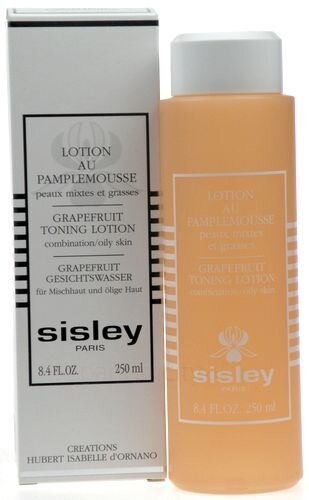 LOTION
AU
PAMPLEMOUSSE
peaux mixtes et grasses
GRAPEFRUIT
TONING LOTION
combination/oily skin
GRAPEFRUIT
GESICHTSWASSER
für Mischhaut und ölige Haut
sisley
PARIS
8.4 FL.OZ. 250 ml
CREATIONS
HUBERT ISABELLE d'ORNANO
LOTION
AU
PAMPLEMOUSSE
peaux mixtes
et grasses
GRAPEFRUIT
TONING LOTION
combination/oily skin
sisley
PARIS
8.4 FL.OZ. 250 ml